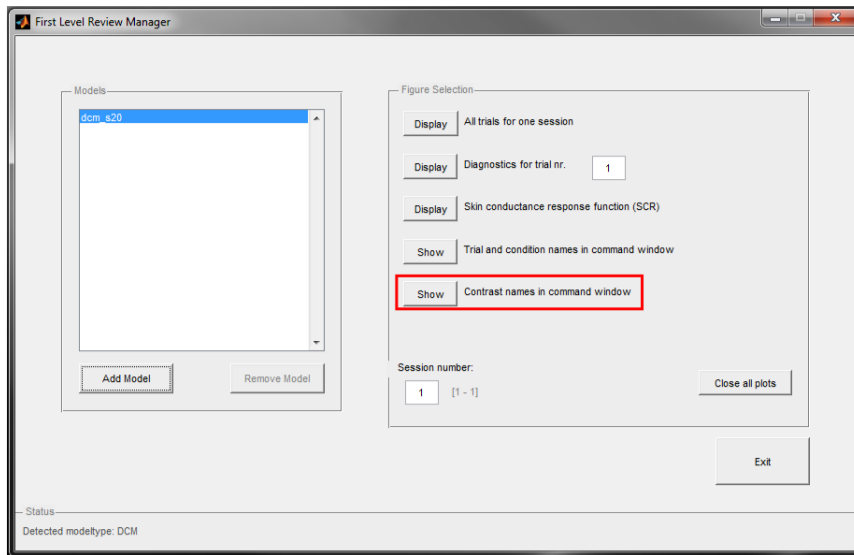 First Level Review Manager
Models
dcm_s20
Add Model
Remove Model
Figure Selection
Display All trials for one session
Display Diagnostics for trial nr. 1
Display Skin conductance response function (SCR)
Show Trial and condition names in command window
Show Contrast names in command window
Session number:
1 [1 - 1]
Close all plots
Exit
Status
Detected modeltype: DCM